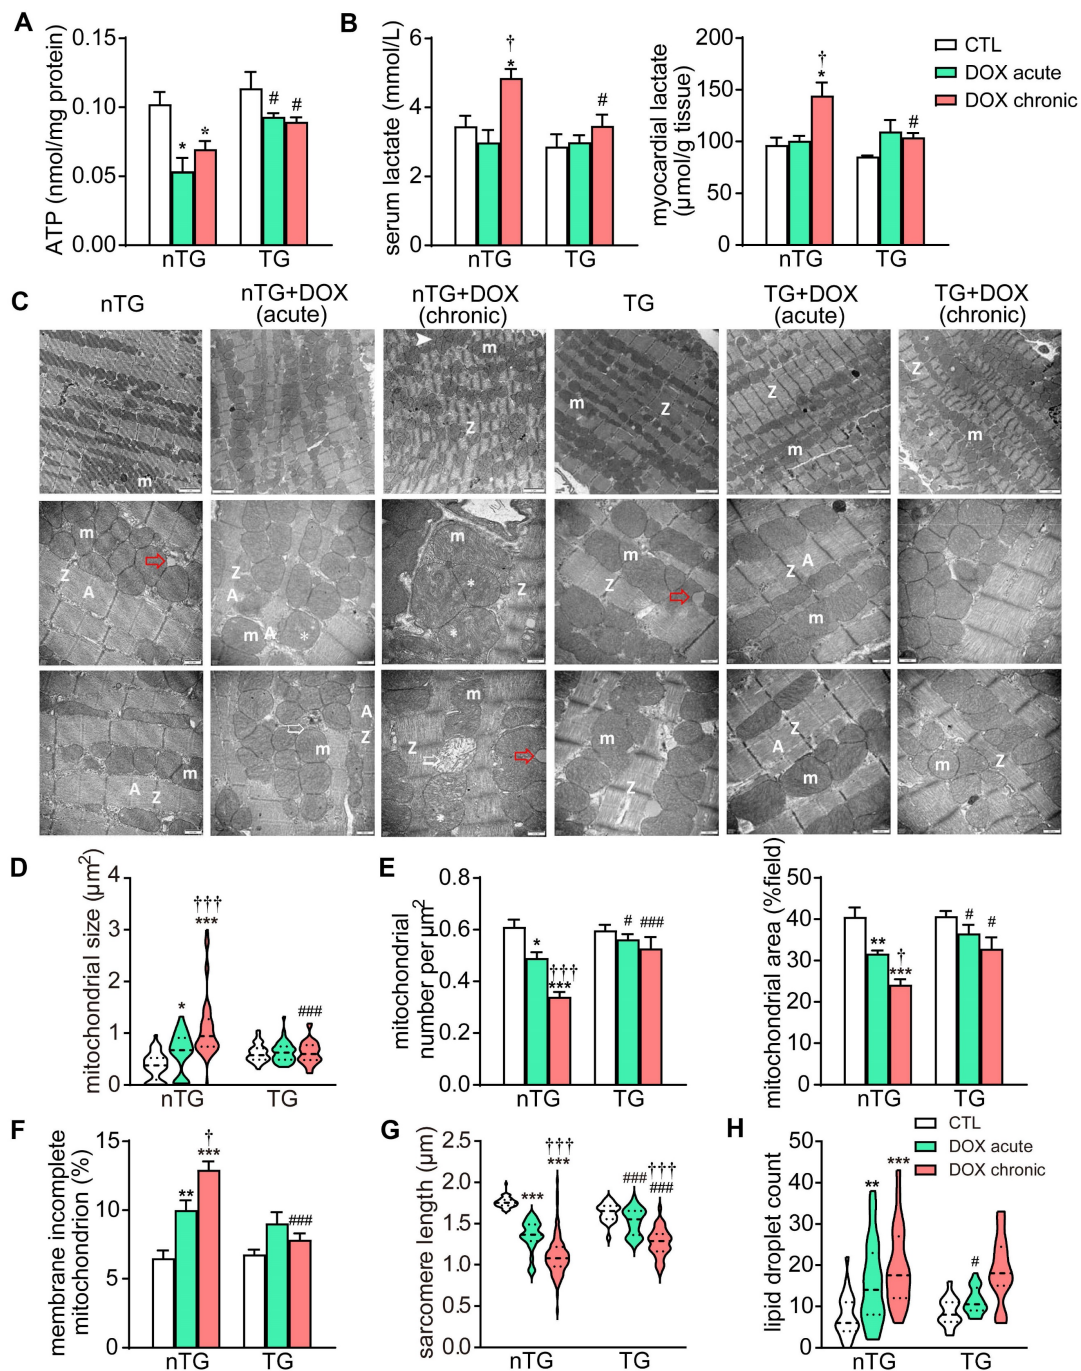 A
ATP (nmol/mg protein)
0.15
0.10
0.05
0.00
*
*
#
#
nTG
TG
B
serum lactate (mmol/L)
6
4
2
0
†
*
#
nTG
TG
myocardial lactate
(µmol/g tissue)
200
150
100
50
0
†
*
#
nTG
TG
CTL
DOX acute
DOX chronic
C
nTG
nTG+DOX
(acute)
nTG+DOX
(chronic)
TG
TG+DOX
(acute)
TG+DOX
(chronic)
m
m
Z
m
Z
Z
m
Z
m
m
Z
A
Z
A
m
A
*
m
*
*
Z
m
Z
A
Z
m
A
Z
m
A
Z
m
m
Z
*
m
Z
Z
A
m
m
Z
D
mitochondrial size (µm²)
4
3
2
1
0
*
†††
***
###
nTG
TG
E
mitochondrial
number per µm²
0.8
0.6
0.4
0.2
0.0
*
†††
***
#
###
nTG
TG
mitochondrial area (%field)
50
40
30
20
10
0
**
†
***
#
#
nTG
TG
F
membrane incomplete
mitochondrion (%)
15
10
5
0
**
†
***
###
nTG
TG
G
sarcomere length (µm)
2.5
2.0
1.5
1.0
0.5
0.0
***
†††
***
###
†††
###
nTG
TG
H
lipid droplet count
50
40
30
20
10
0
**
***
#
nTG
TG
CTL
DOX acute
DOX chronic